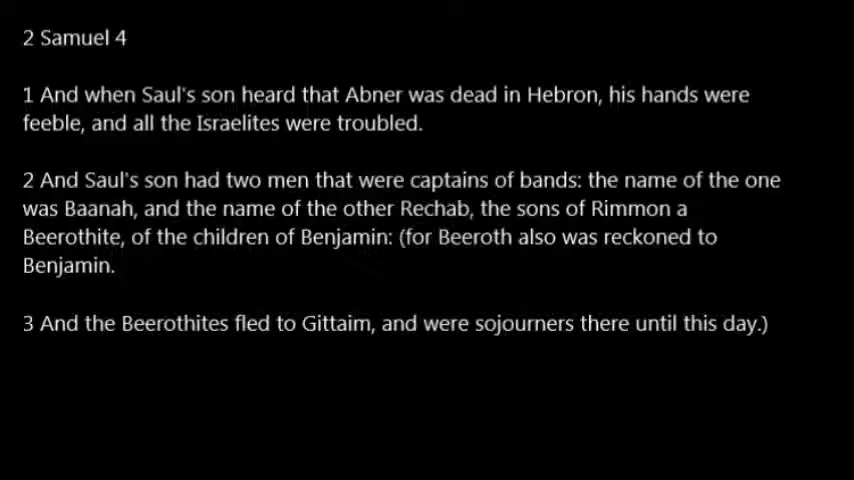 2 Samuel 4
1 And when Saul's son heard that Abner was dead in Hebron, his hands were
feeble, and all the Israelites were troubled.
2 And Saul's son had two men that were captains of bands: the name of the one
was Baanah, and the name of the other Rechab, the sons of Rimmon a
Beerothite, of the children of Benjamin: (for Beeroth also was reckoned to
Benjamin.
3 And the Beerothites fled to Gittaim, and were sojourners there until this day.)